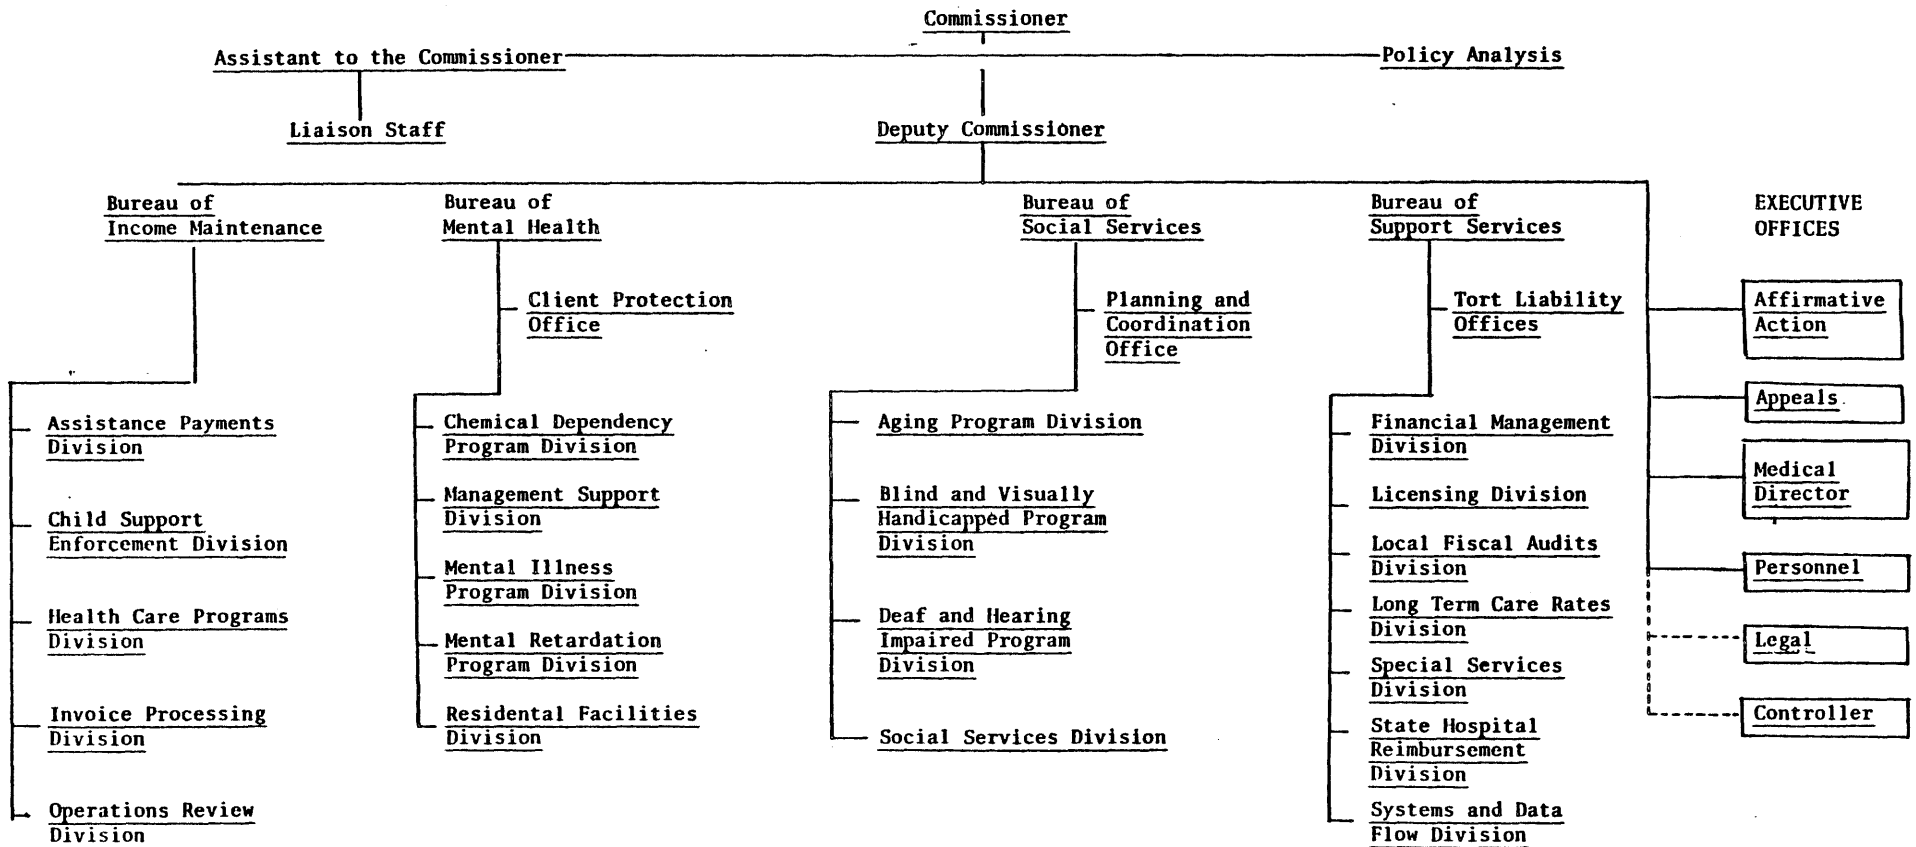 Commissioner
Assistant to the Commissioner
Policy Analysis
Liaison Staff
Deputy Commissioner
Bureau of
Income Maintenance
Assistance Payments
Division
Child Support
Enforcement Division
Health Care Programs
Division
Invoice Processing
Division
Operations Review
Division
Bureau of
Mental Health
Client Protection
Office
Chemical Dependency
Program Division
Management Support
Division
Mental Illness
Program Division
Mental Retardation
Program Division
Residental Facilities
Division
Bureau of
Social Services
Planning and
Coordination
Office
Aging Program Division
Blind and Visually
Handicapped Program
Division
Deaf and Hearing
Impaired Program
Division
Social Services Division
Bureau of
Support Services
Tort Liability
Offices
Financial Management
Division
Licensing Division
Local Fiscal Audits
Division
Long Term Care Rates
Division
Special Services
Division
State Hospital
Reimbursement
Division
Systems and Data
Flow Division
EXECUTIVE
OFFICES
Affirmative
Action
Appeals
Medical
Director
Personnel
Legal
Controller